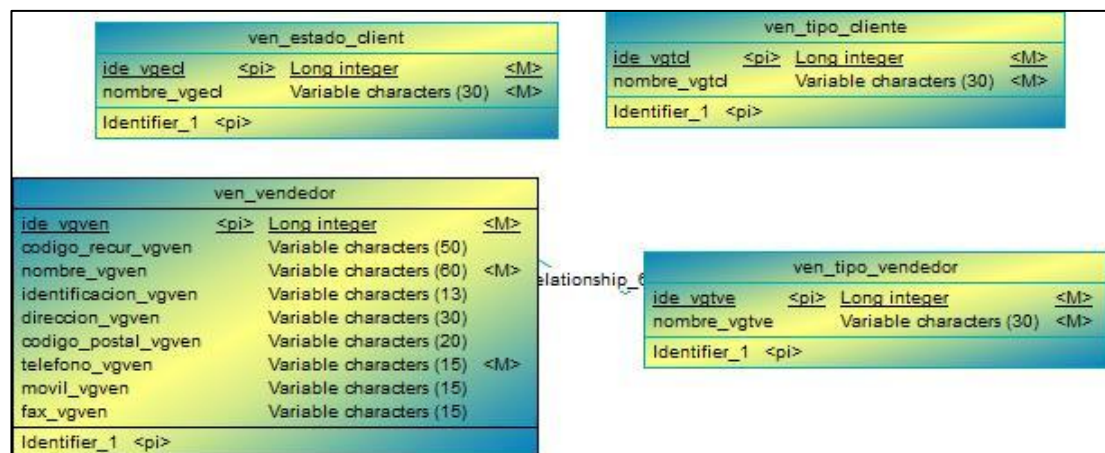 ven_estado_client
ide_vgecl <pi> Long integer <M>
nombre_vgecl Variable characters (30) <M>
Identifier_1 <pi>
ven_tipo_cliente
ide_vgtcl <pi> Long integer <M>
nombre_vgtcl Variable characters (30) <M>
Identifier_1 <pi>
ven_vendedor
ide_vgven <pi> Long integer <M>
codigo_recur_vgven Variable characters (50)
nombre_vgven Variable characters (60) <M>
identificacion_vgven Variable characters (13)
direccion_vgven Variable characters (30)
codigo_postal_vgven Variable characters (20)
telefono_vgven Variable characters (15) <M>
movil_vgven Variable characters (15)
fax_vgven Variable characters (15)
Identifier_1 <pi>
elationship_6
ven_tipo_vendedor
ide_vgtve <pi> Long integer <M>
nombre_vgtve Variable characters (30) <M>
Identifier_1 <pi>